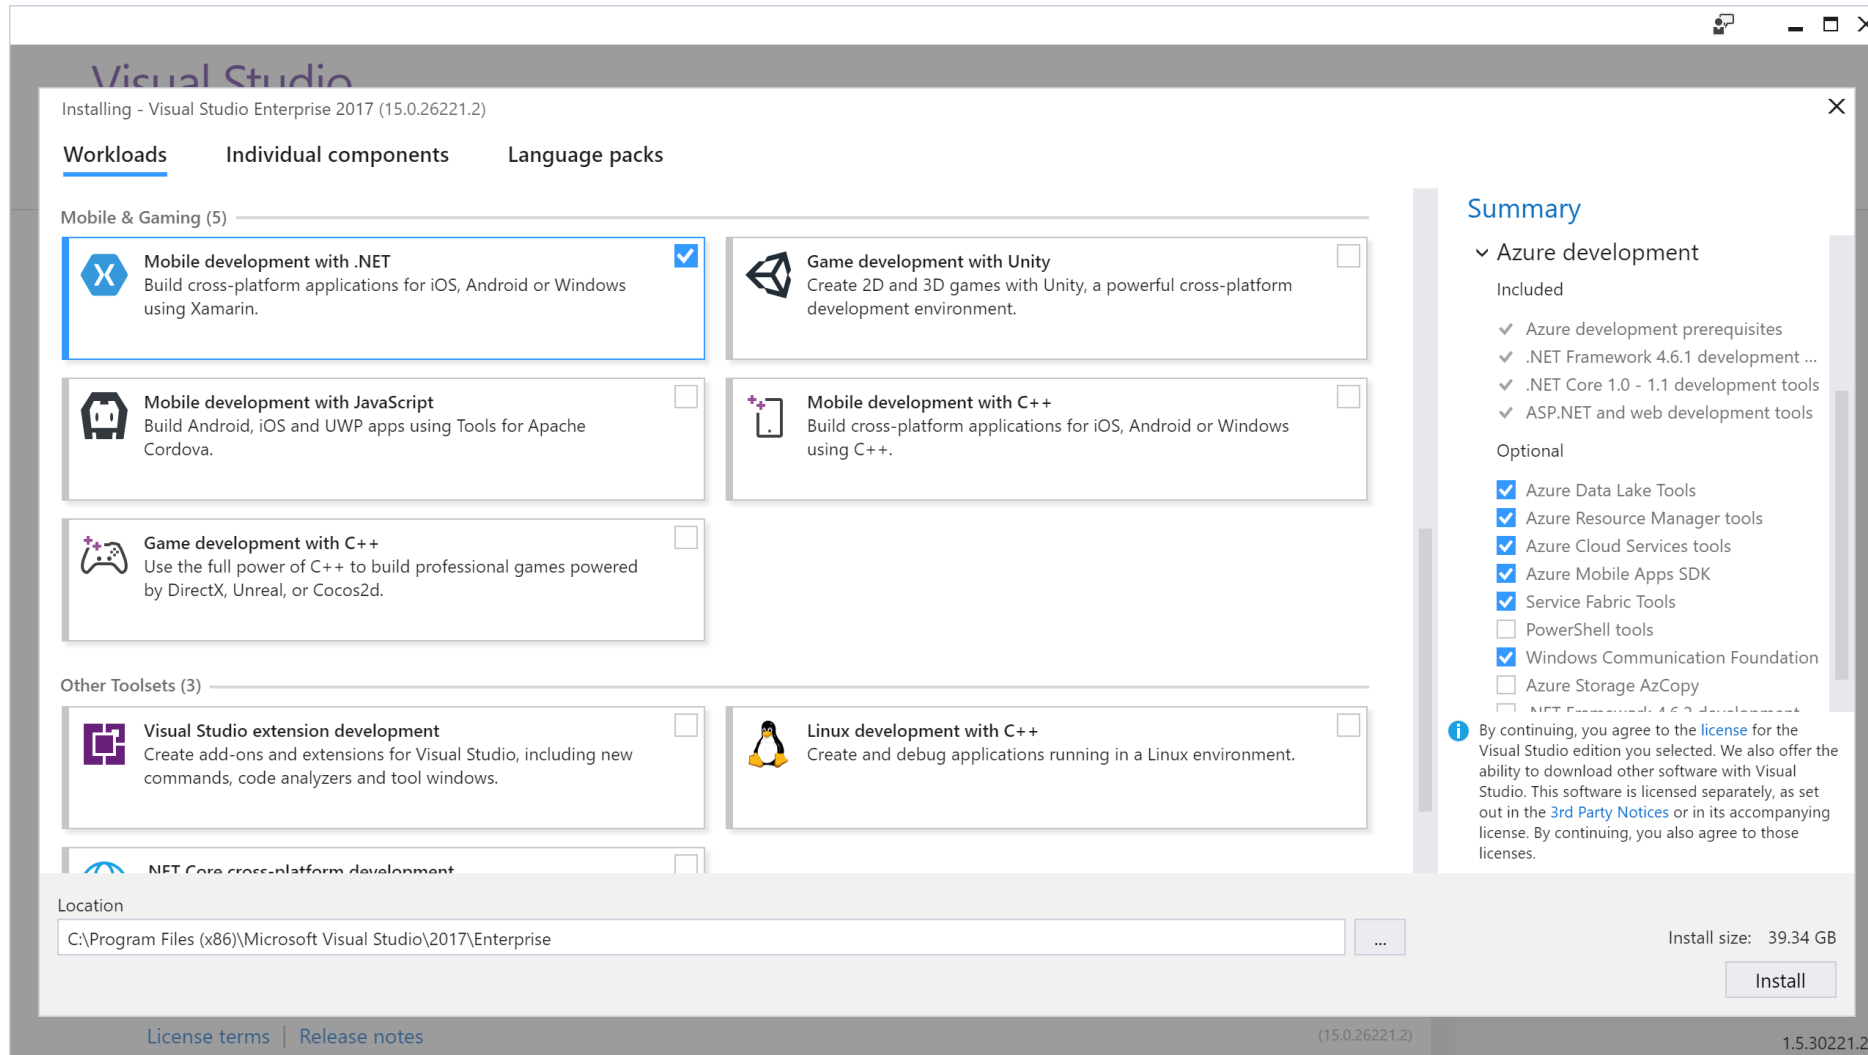 Visual Studio
Installing - Visual Studio Enterprise 2017 (15.0.26221.2)
Workloads
Individual components
Language packs
Mobile & Gaming (5)
Mobile development with .NET
Build cross-platform applications for iOS, Android or Windows
using Xamarin.
Game development with Unity
Create 2D and 3D games with Unity, a powerful cross-platform
development environment.
Mobile development with JavaScript
Build Android, iOS and UWP apps using Tools for Apache
Cordova.
Mobile development with C++
Build cross-platform applications for iOS, Android or Windows
using C++.
Game development with C++
Use the full power of C++ to build professional games powered
by DirectX, Unreal, or Cocos2d.
Other Toolsets (3)
Visual Studio extension development
Create add-ons and extensions for Visual Studio, including new
commands, code analyzers and tool windows.
Linux development with C++
Create and debug applications running in a Linux environment.
.NET Core cross-platform development
Summary
Azure development
Included
Azure development prerequisites
.NET Framework 4.6.1 development ...
.NET Core 1.0 - 1.1 development tools
ASP.NET and web development tools
Optional
Azure Data Lake Tools
Azure Resource Manager tools
Azure Cloud Services tools
Azure Mobile Apps SDK
Service Fabric Tools
PowerShell tools
Windows Communication Foundation
Azure Storage AzCopy
.NET Framework 4.6.2 development
By continuing, you agree to the license for the
Visual Studio edition you selected. We also offer the
ability to download other software with Visual
Studio. This software is licensed separately, as set
out in the 3rd Party Notices or in its accompanying
license. By continuing, you also agree to those
licenses.
Location
C:\Program Files (x86)\Microsoft Visual Studio\2017\Enterprise
...
Install size: 39.34 GB
Install
License terms | Release notes
(15.0.26221.2)
1.5.30221.2